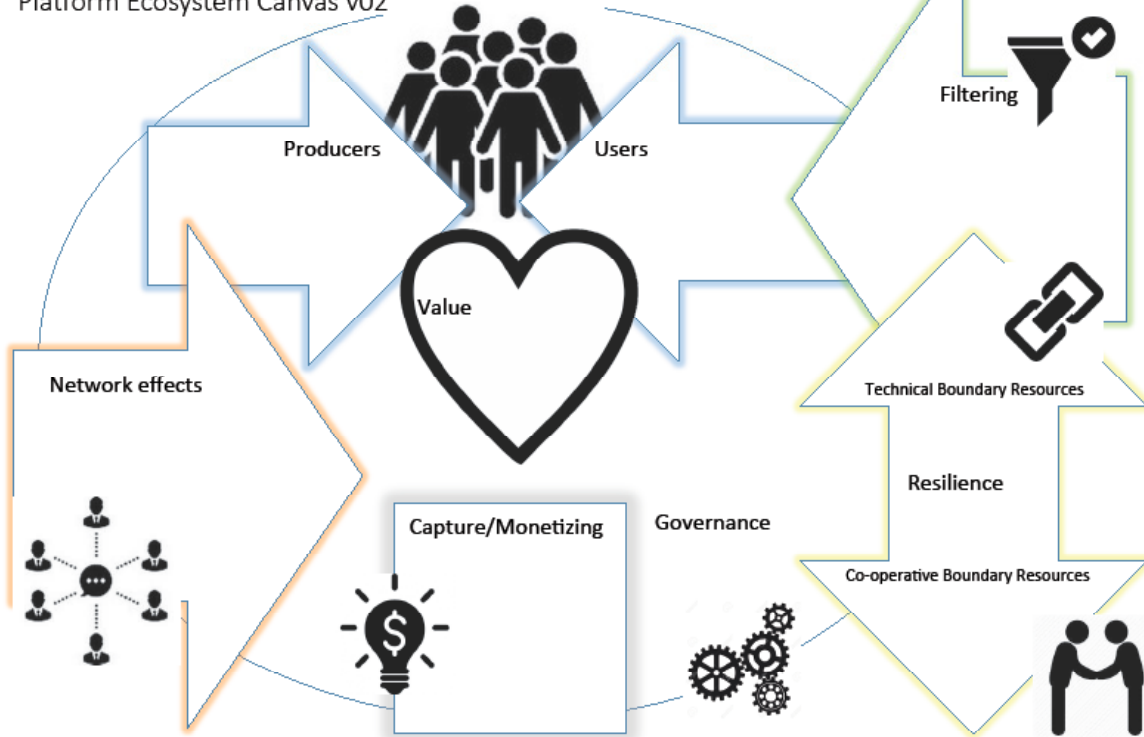 Platform Ecosystem Canvas v02
Filtering
Producers
Users
Value
Network effects
Technical Boundary Resources
Resilience
Capture/Monetizing
Governance
Co-operative Boundary Resources
$